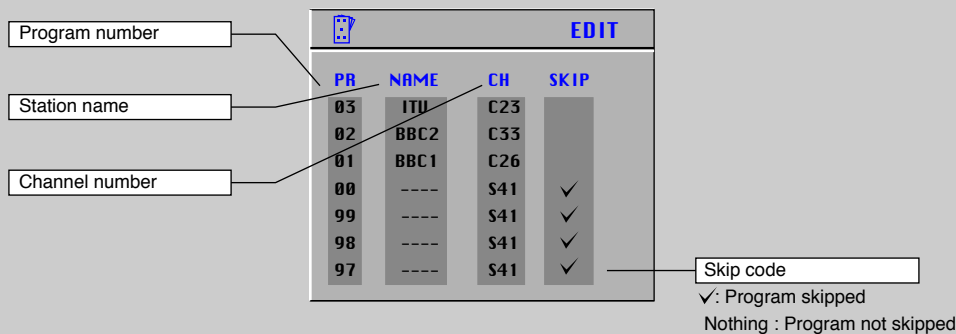 Program number
EDIT
PR NAME CH SKIP
Station name
03 ITV C23
02 BBC2 C33
01 BBC1 C26
Channel number
00 ---- S41 ✓
99 ---- S41 ✓
98 ---- S41 ✓
97 ---- S41 ✓
Skip code
✓: Program skipped
Nothing : Program not skipped